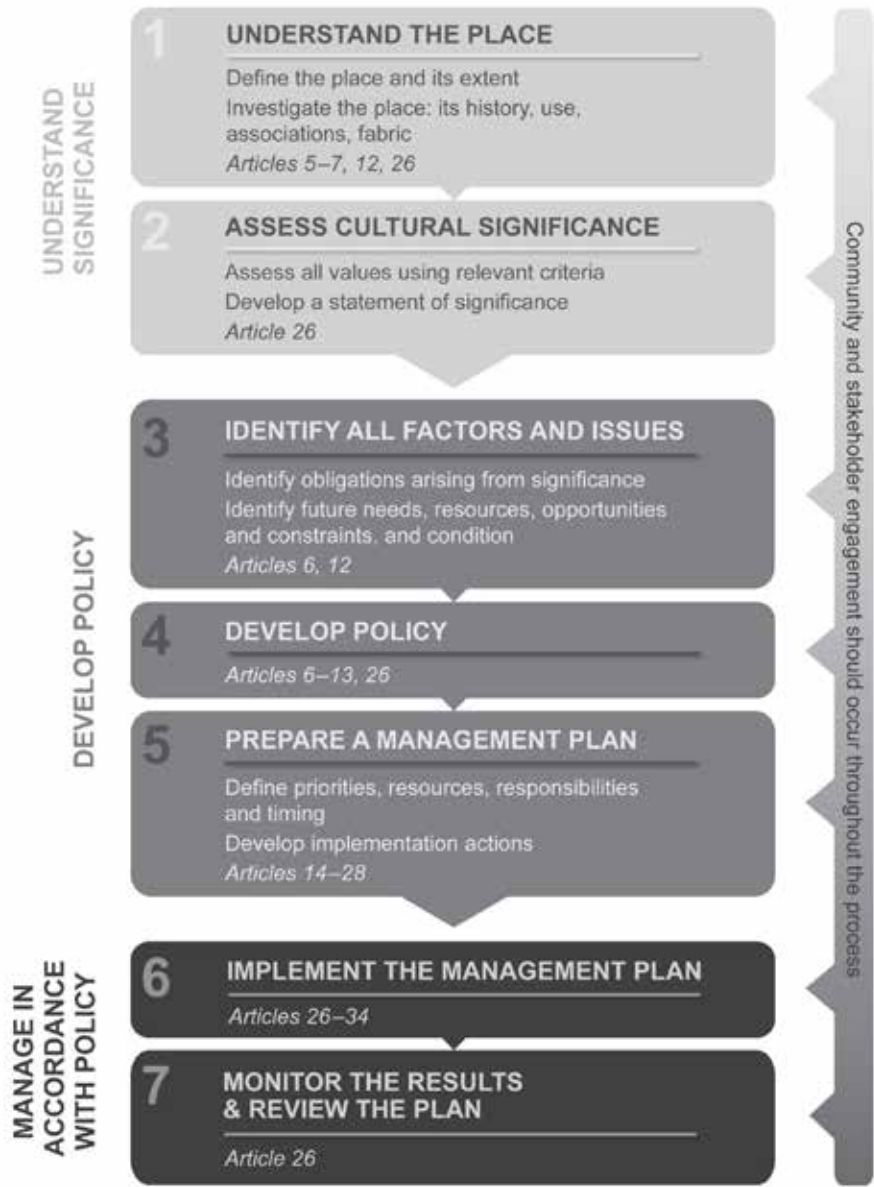 UNDERSTAND
SIGNIFICANCE
1
UNDERSTAND THE PLACE
Define the place and its extent
Investigate the place: its history, use,
associations, fabric
Articles 5–7, 12, 26
2
ASSESS CULTURAL SIGNIFICANCE
Assess all values using relevant criteria
Develop a statement of significance
Article 26
DEVELOP POLICY
3
IDENTIFY ALL FACTORS AND ISSUES
Identify obligations arising from significance
Identify future needs, resources, opportunities
and constraints. and condition
Articles 6, 12
4
DEVELOP POLICY
Articles 6–13, 26
5
PREPARE A MANAGEMENT PLAN
Define priorities, resources, responsibilities
and timing
Develop implementation actions
Articles 14–28
MANAGE IN
ACCORDANCE
WITH POLICY
6
IMPLEMENT THE MANAGEMENT PLAN
Articles 26–34
7
MONITOR THE RESULTS
& REVIEW THE PLAN
Article 26
Community and stakeholder engagement should occur throughout the process